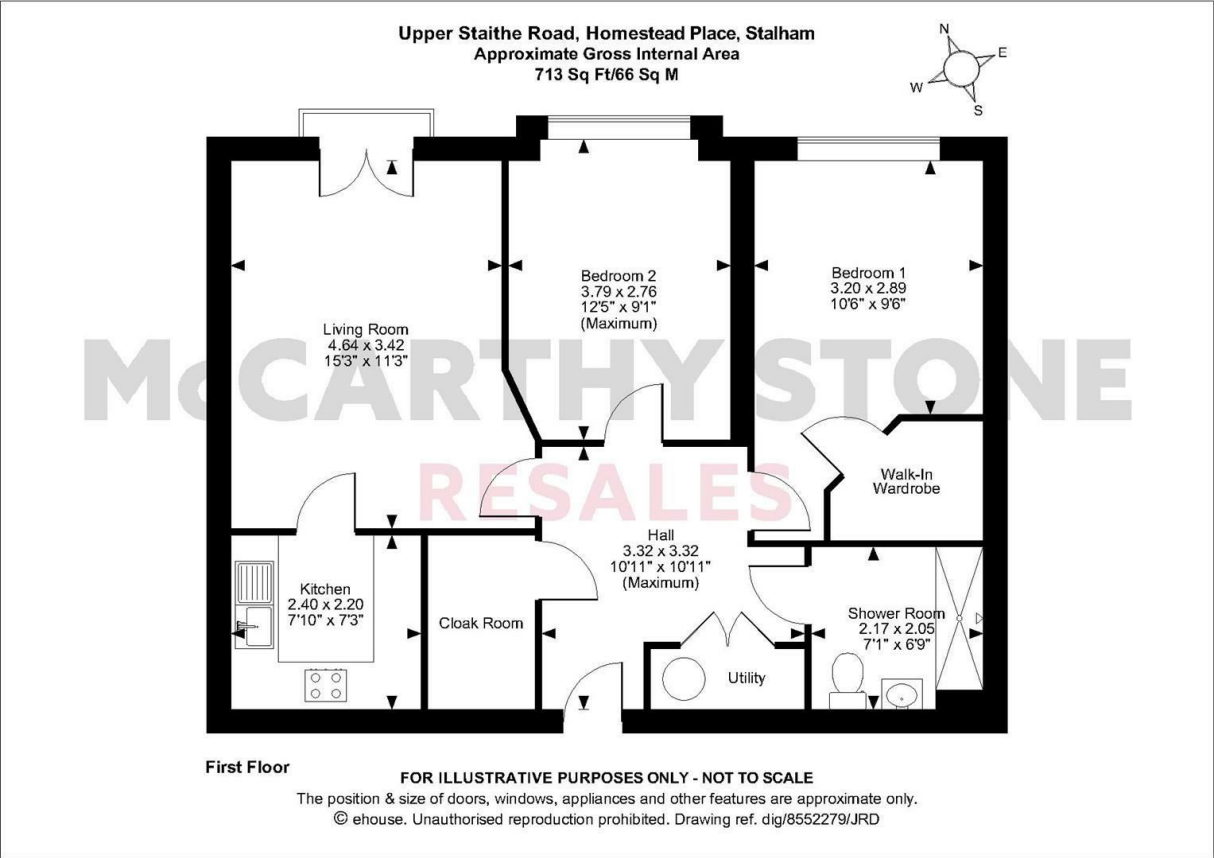 Upper Staithe Road, Homestead Place, Stalham
Approximate Gross Internal Area
713 Sq Ft/66 Sq M
N
E
W
S
Bedroom 2
3.79 x 2.76
12'5" x 9'1"
(Maximum)
Bedroom 1
3.20 x 2.89
10'6" x 9'6"
Living Room
4.64 x 3.42
15'3" x 11'3"
McCARTHY STONE
RESALES
Walk-In
Wardrobe
Hall
3.32 x 3.32
10'11" x 10'11"
(Maximum)
Kitchen
2.40 x 2.20
7'10" x 7'3"
Cloak Room
Shower Room
2.17 x 2.05
7'1" x 6'9"
Utility
First Floor
FOR ILLUSTRATIVE PURPOSES ONLY - NOT TO SCALE
The position & size of doors, windows, appliances and other features are approximate only.
© ehouse. Unauthorised reproduction prohibited. Drawing ref. dig/8552279/JRD